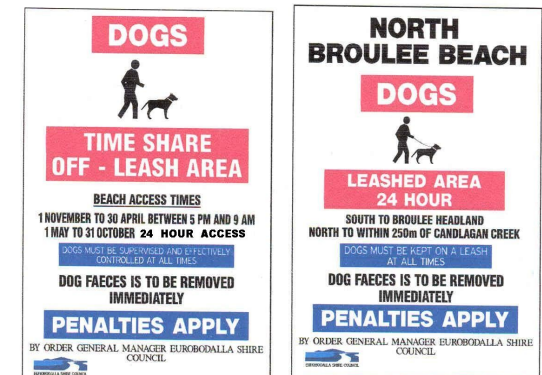 DOGS
TIME SHARE
OFF - LEASH AREA
BEACH ACCESS TIMES
1 NOVEMBER TO 30 APRIL BETWEEN 5 PM AND 9 AM
1 MAY TO 31 OCTOBER 24 HOUR ACCESS
DOGS MUST BE SUPERVISED AND EFFECTIVELY
CONTROLLED AT ALL TIMES
DOG FAECES IS TO BE REMOVED
IMMEDIATELY
PENALTIES APPLY
BY ORDER GENERAL MANAGER EUROBODALLA SHIRE
COUNCIL
EUROBODALLA SHIRE COUNCIL
NORTH
BROULEE BEACH
DOGS
LEASHED AREA
24 HOUR
SOUTH TO BROULEE HEADLAND
NORTH TO WITHIN 250m OF CANDLAGAN CREEK
DOGS MUST BE KEPT ON A LEASH
AT ALL TIMES
DOG FAECES IS TO BE REMOVED
IMMEDIATELY
PENALTIES APPLY
BY ORDER GENERAL MANAGER EUROBODALLA SHIRE
COUNCIL
EUROBODALLA SHIRE COUNCIL